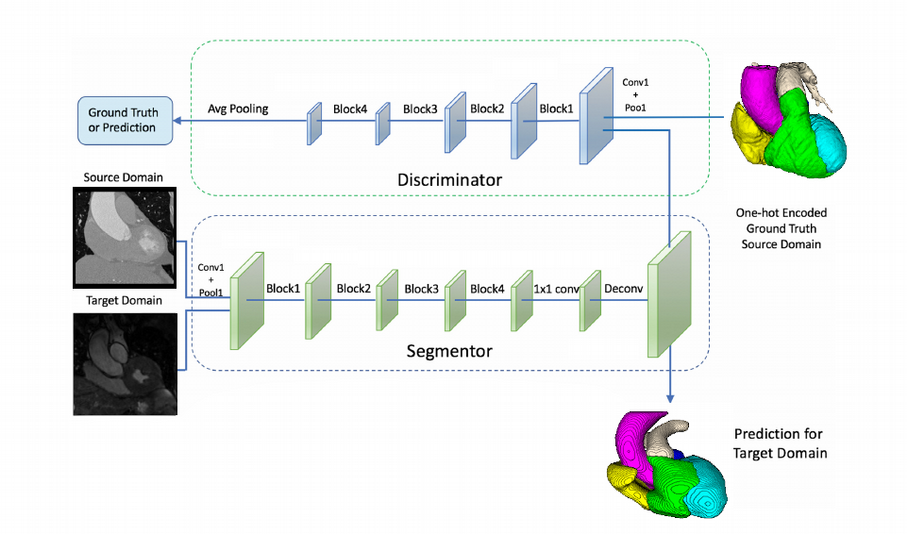 Conv1
+
Poo1
Avg Pooling
Block4
Block3
Block2
Block1
Ground Truth
or Prediction
Discriminator
Source Domain
One-hot Encoded
Ground Truth
Source Domain
Conv1
+
Pool1
Target Domain
Block1
Block2
Block3
Block4
1x1 conv
Deconv
Segmentor
Prediction for
Target Domain